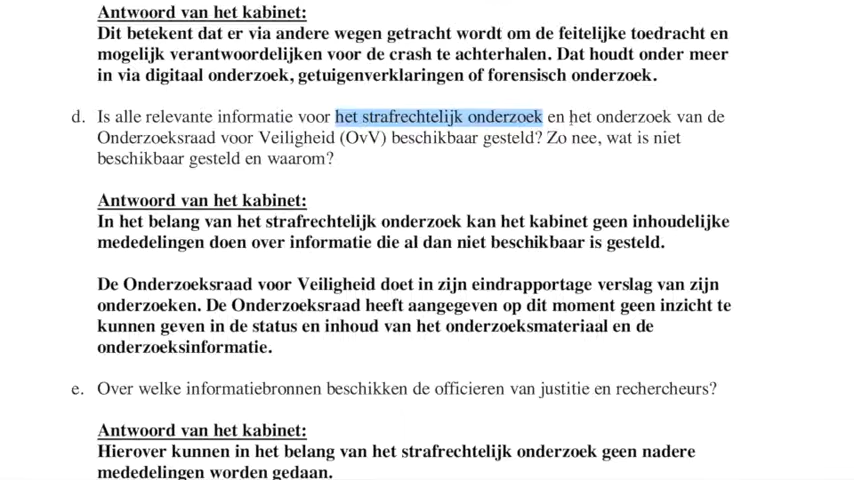 Antwoord van het kabinet:
Dit betekent dat er via andere wegen getracht wordt om de feitelijke toedracht en
mogelijk verantwoordelijken voor de crash te achterhalen. Dat houdt onder meer
in via digitaal onderzoek, getuigenverklaringen of forensisch onderzoek.
d. Is alle relevante informatie voor het strafrechtelijk onderzoek en het onderzoek van de
Onderzoeksraad voor Veiligheid (OvV) beschikbaar gesteld? Zo nee, wat is niet
beschikbaar gesteld en waarom?
Antwoord van het kabinet:
In het belang van het strafrechtelijk onderzoek kan het kabinet geen inhoudelijke
mededelingen doen over informatie die al dan niet beschikbaar is gesteld.
De Onderzoeksraad voor Veiligheid doet in zijn eindrapportage verslag van zijn
onderzoeken. De Onderzoeksraad heeft aangegeven op dit moment geen inzicht te
kunnen geven in de status en inhoud van het onderzoeksmateriaal en de
onderzoeksinformatie.
e. Over welke informatiebronnen beschikken de officieren van justitie en rechercheurs?
Antwoord van het kabinet:
Hierover kunnen in het belang van het strafrechtelijk onderzoek geen nadere
mededelingen worden gedaan.